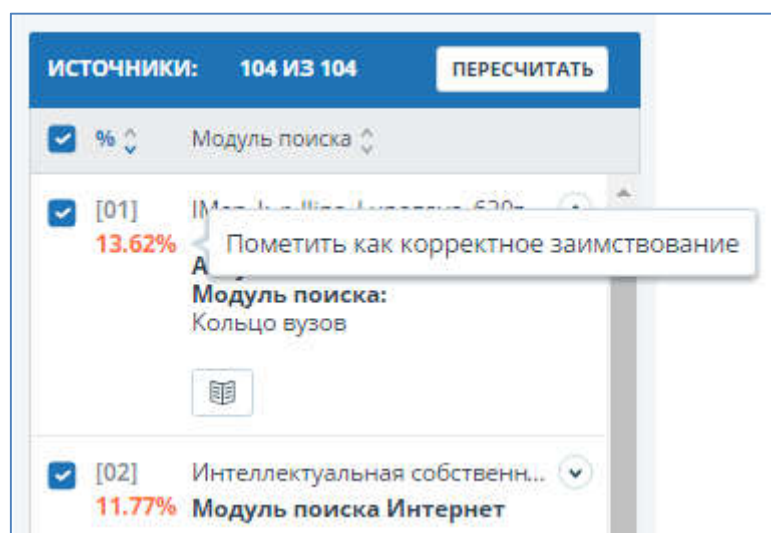 ИСТОЧНИКИ: 104 ИЗ 104 ПЕРЕСЧИТАТЬ
% Модуль поиска
[01]
13.62% Пометить как корректное заимствование
Модуль поиска:
Кольцо вузов
[02] Интеллектуальная собственн...
11.77% Модуль поиска Интернет